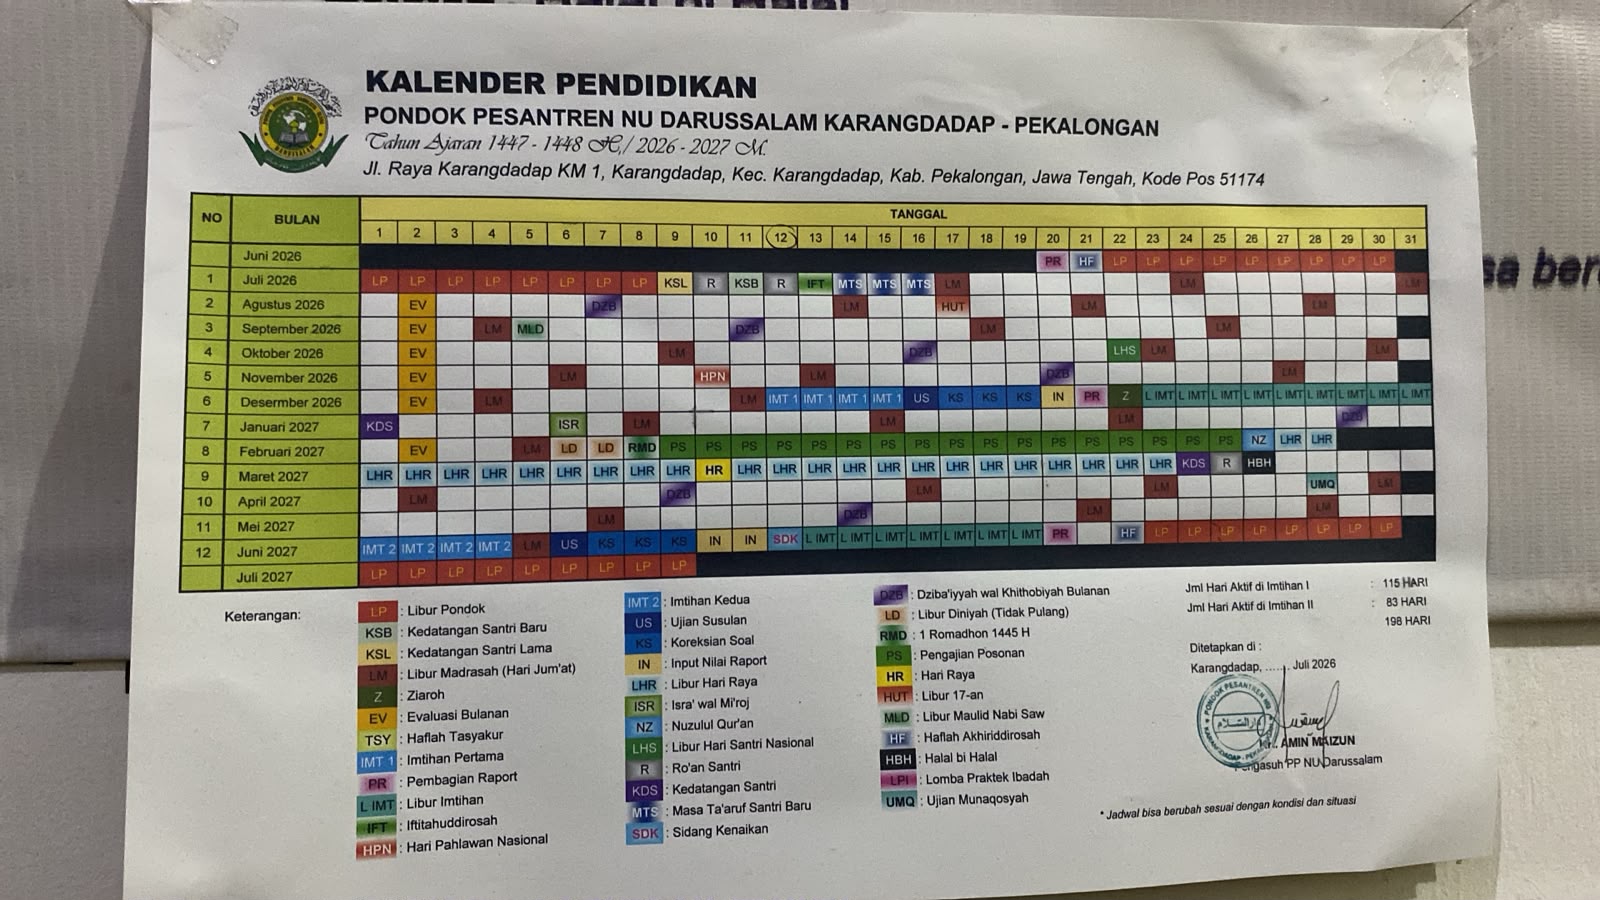 KALENDER PENDIDIKAN
PONDOK PESANTREN NU DARUSSALAM KARANGDADAP - PEKALONGAN
Tahun Ajaran 1447 - 1448 H./ 2026 - 2027 M.
Jl. Raya Karangdadap KM 1, Karangdadap, Kec. Karangdadap, Kab. Pekalongan, Jawa Tengah, Kode Pos 51174
NO BULAN TANGGAL
1 2 3 4 5 6 7 8 9 10 11 12 13 14 15 16 17 18 19 20 21 22 23 24 25 26 27 28 29 30 31
Juni 2026 PR HF LP LP LP LP LP LP LP LP LP
1 Juli 2026 LP LP LP LP LP LP LP LP KSL R KSB R IFT MTS MTS MTS LM LM LM
2 Agustus 2026 EV DZB LM HUT LM LM
3 September 2026 EV LM MLD DZB LM LM
4 Oktober 2026 EV LM DZB LHS LM LM
5 November 2026 EV LM HPN LM DZB LM
6 Desermber 2026 EV LM LM IMT 1 IMT 1 IMT 1 IMT 1 US KS KS KS IN PR Z L IMT L IMT L IMT L IMT L IMT L IMT L IMT L IMT L IMT
7 Januari 2027 KDS ISR LM LM LM DZB
8 Februari 2027 EV LM LD LD RMD PS PS PS PS PS PS PS PS PS PS PS PS PS PS PS PS PS NZ LHR LHR
9 Maret 2027 LHR LHR LHR LHR LHR LHR LHR LHR LHR HR LHR LHR LHR LHR LHR LHR LHR LHR LHR LHR LHR LHR LHR KDS R HBH
10 April 2027 LM DZB LM LM UMQ LM
11 Mei 2027 LM DZB LM LM
12 Juni 2027 IMT 2 IMT 2 IMT 2 IMT 2 LM US KS KS KS IN IN SDK L IMT L IMT L IMT L IMT L IMT L IMT L IMT PR HF LP LP LP LP LP LP LP LP
Juli 2027 LP LP LP LP LP LP LP LP LP
Keterangan:
LP : Libur Pondok
KSB : Kedatangan Santri Baru
KSL : Kedatangan Santri Lama
LM : Libur Madrasah (Hari Jum'at)
Z : Ziaroh
EV : Evaluasi Bulanan
TSY : Haflah Tasyakur
IMT 1 : Imtihan Pertama
PR : Pembagian Raport
L IMT : Libur Imtihan
IFT : Iftitahuddirosah
HPN : Hari Pahlawan Nasional
IMT 2 : Imtihan Kedua
US : Ujian Susulan
KS : Koreksian Soal
IN : Input Nilai Raport
LHR : Libur Hari Raya
ISR : Isra' wal Mi'roj
NZ : Nuzulul Qur'an
LHS : Libur Hari Santri Nasional
R : Ro'an Santri
KDS : Kedatangan Santri
MTS : Masa Ta'aruf Santri Baru
SDK : Sidang Kenaikan
DZB : Dziba'iyyah wal Khithobiyah Bulanan
LD : Libur Diniyah (Tidak Pulang)
RMD : 1 Romadhon 1445 H
PS : Pengajian Posonan
HR : Hari Raya
HUT : Libur 17-an
MLD : Libur Maulid Nabi Saw
HF : Haflah Akhiriddirosah
HBH : Halal bi Halal
LPI : Lomba Praktek Ibadah
UMQ : Ujian Munaqosyah
Jml Hari Aktif di Imtihan I : 115 HARI
Jml Hari Aktif di Imtihan II : 83 HARI
198 HARI
Ditetapkan di :
Karangdadap, ...... Juli 2026
AMIN MAIZUN
Pengasuh PP NU Darussalam
* Jadwal bisa berubah sesuai dengan kondisi dan situasi